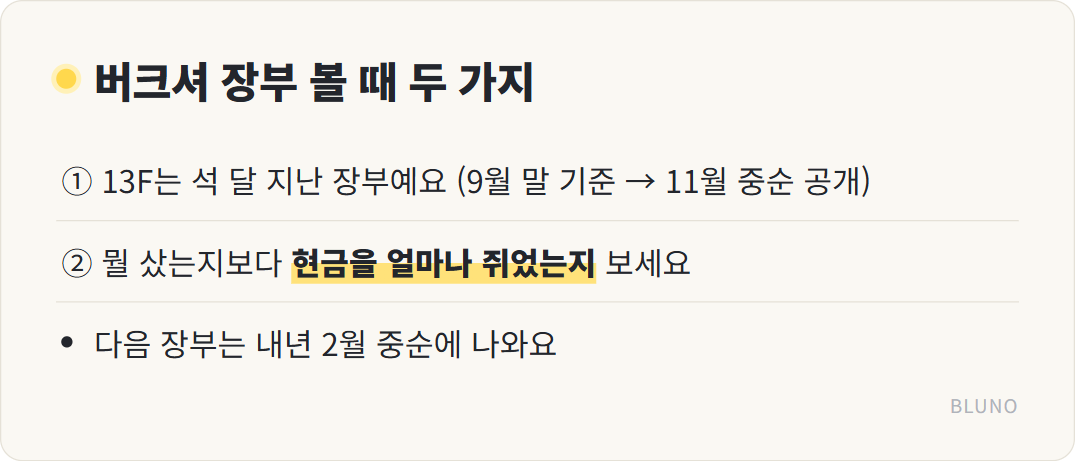 버크셔 장부 볼 때 두 가지
① 13F는 석 달 지난 장부예요 (9월 말 기준 → 11월 중순 공개)
② 뭘 샀는지보다 현금을 얼마나 쥐었는지 보세요
• 다음 장부는 내년 2월 중순에 나와요
BLUNO